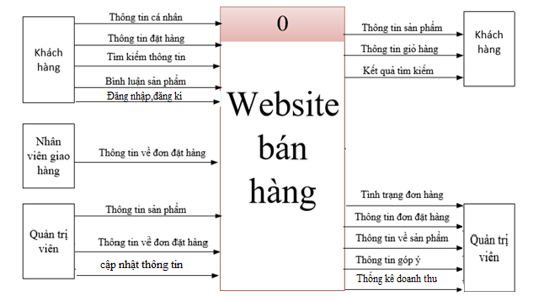 Khách
hàng
Thông tin cá nhân
Thông tin đặt hàng
Tìm kiếm thông tin
Bình luận sản phẩm
Đăng nhập,đăng kí
Nhân
viên giao
hàng
Thông tin về đơn đặt hàng
Quản trị
viên
Thông tin sản phẩm
Thông tin về đơn đặt hàng
cập nhật thông tin
0
Website
bán
hàng
Thông tin sản phẩm
Thông tin giỏ hàng
Kết quả tìm kiếm
Khách
hàng
Tình trạng đơn hàng
Thông tin đơn đặt hàng
Thông tin về sản phẩm
Thông tin góp ý
Thống kê doanh thu
Quản trị
viên